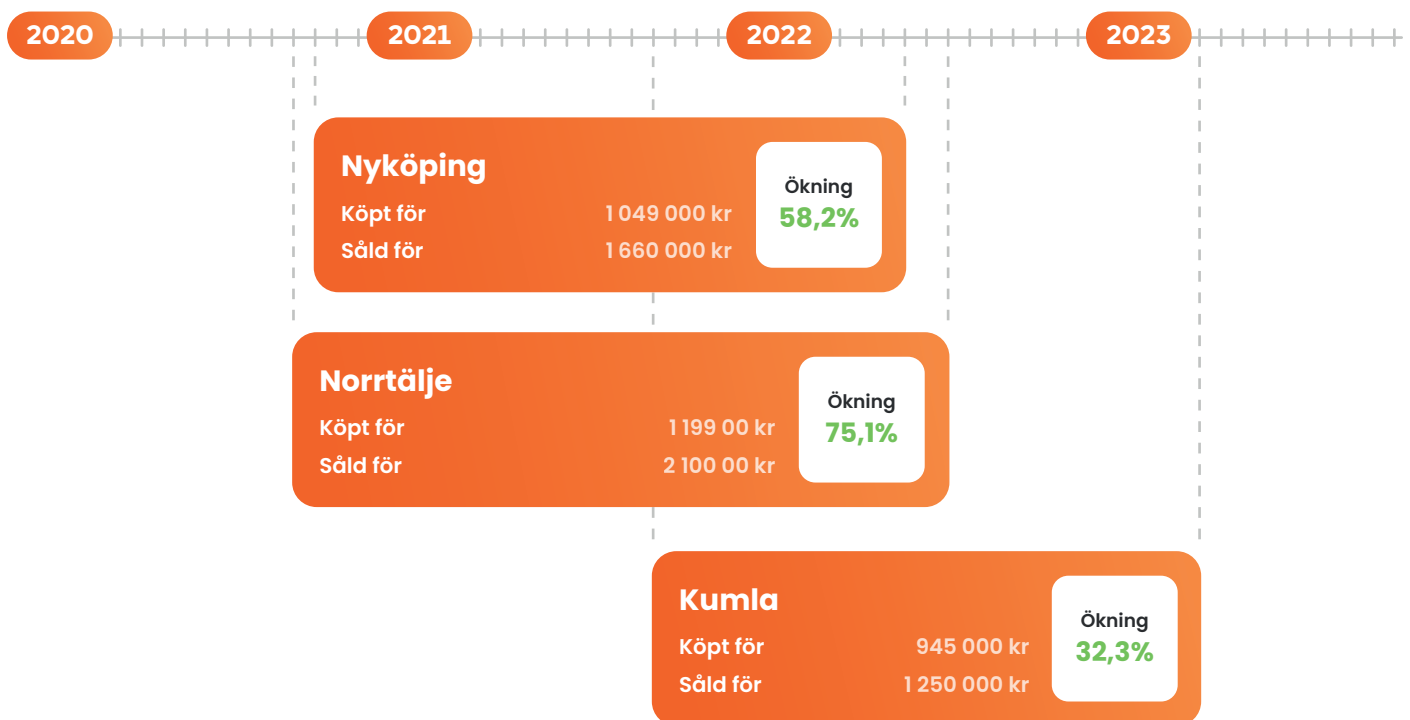 2020 2021 2022 2023
Nyköping
Köpt för 1 049 000 kr
Såld för 1 660 000 kr
Ökning
58,2%
Norrtälje
Köpt för 1 199 00 kr
Såld för 2 100 00 kr
Ökning
75,1%
Kumla
Köpt för 945 000 kr
Såld för 1 250 000 kr
Ökning
32,3%